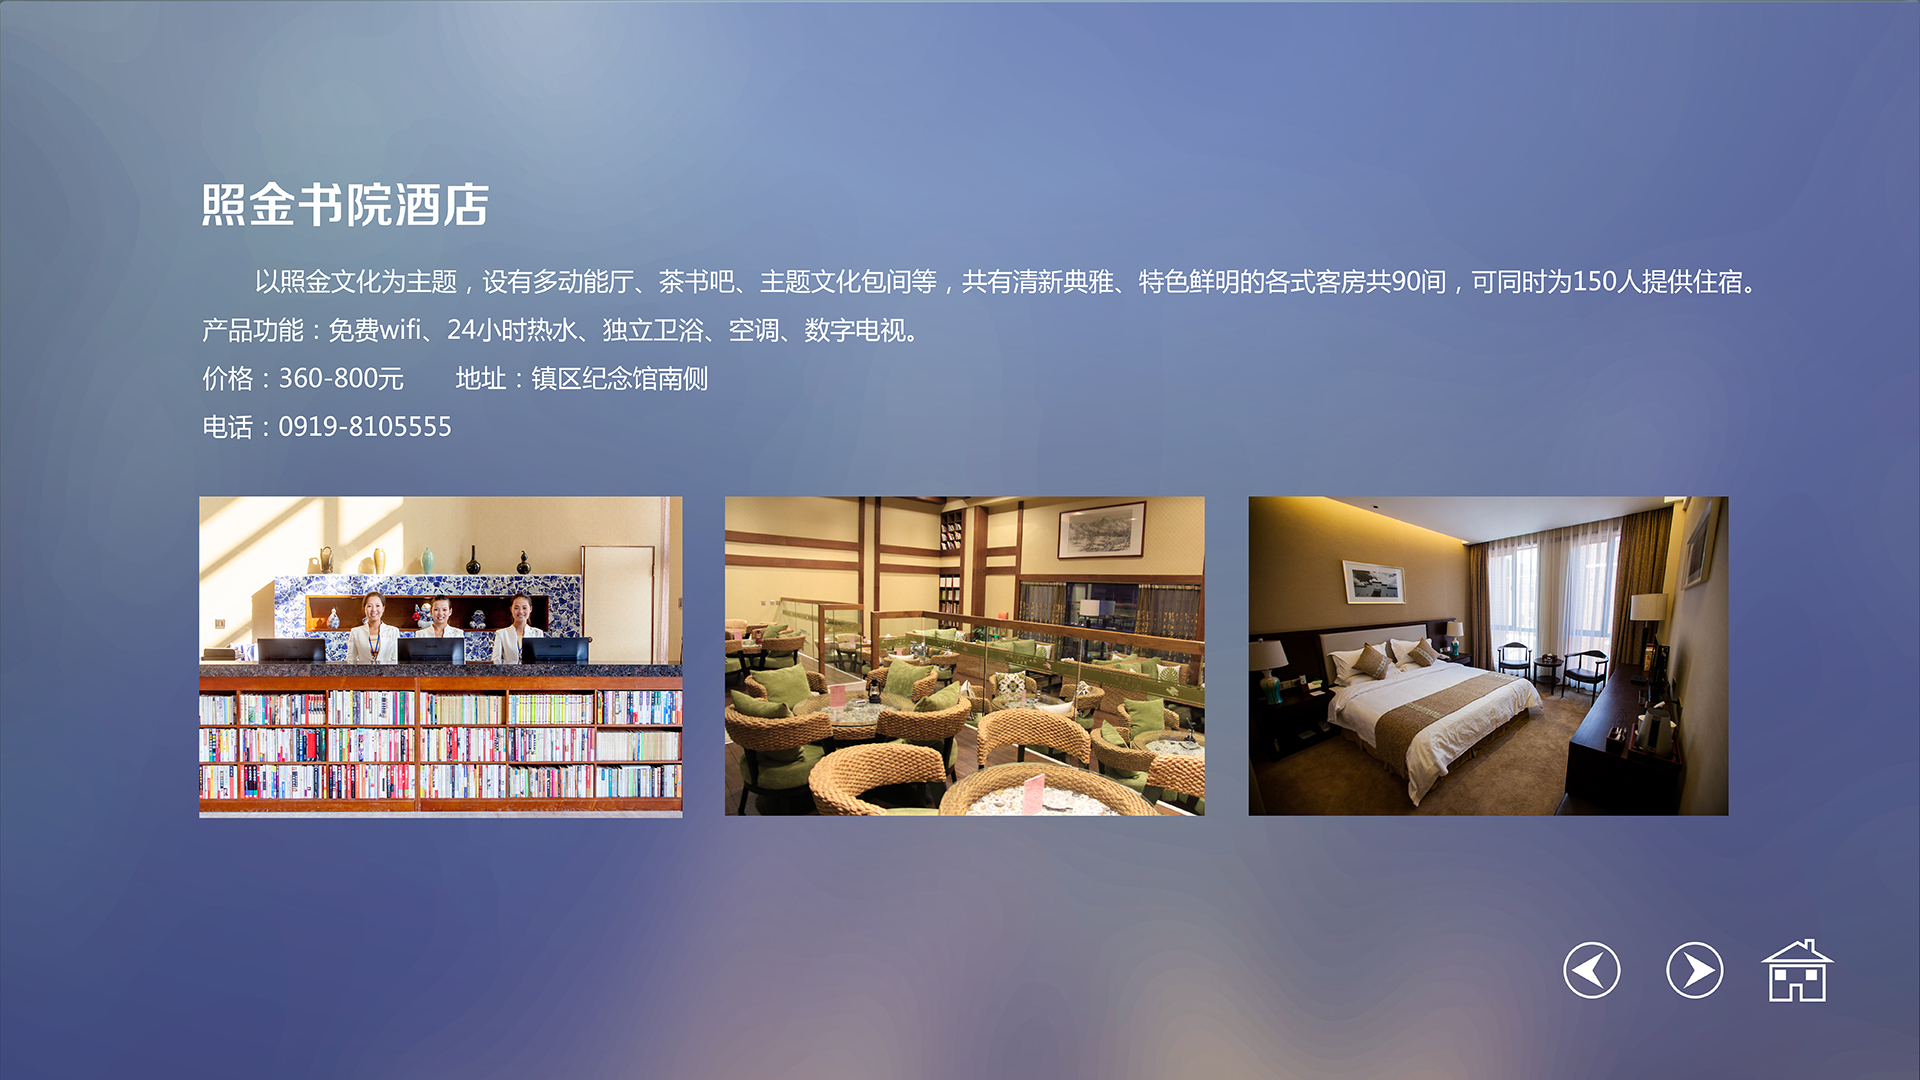 照金书院酒店
以照金文化为主题，设有多动能厅、茶书吧、主题文化包间等，共有清新典雅、特色鲜明的各式客房共90间，可同时为150人提供住宿。
产品功能：免费wifi、24小时热水、独立卫浴、空调、数字电视。
价格：360-800元　　地址：镇区纪念馆南侧
电话：0919-8105555